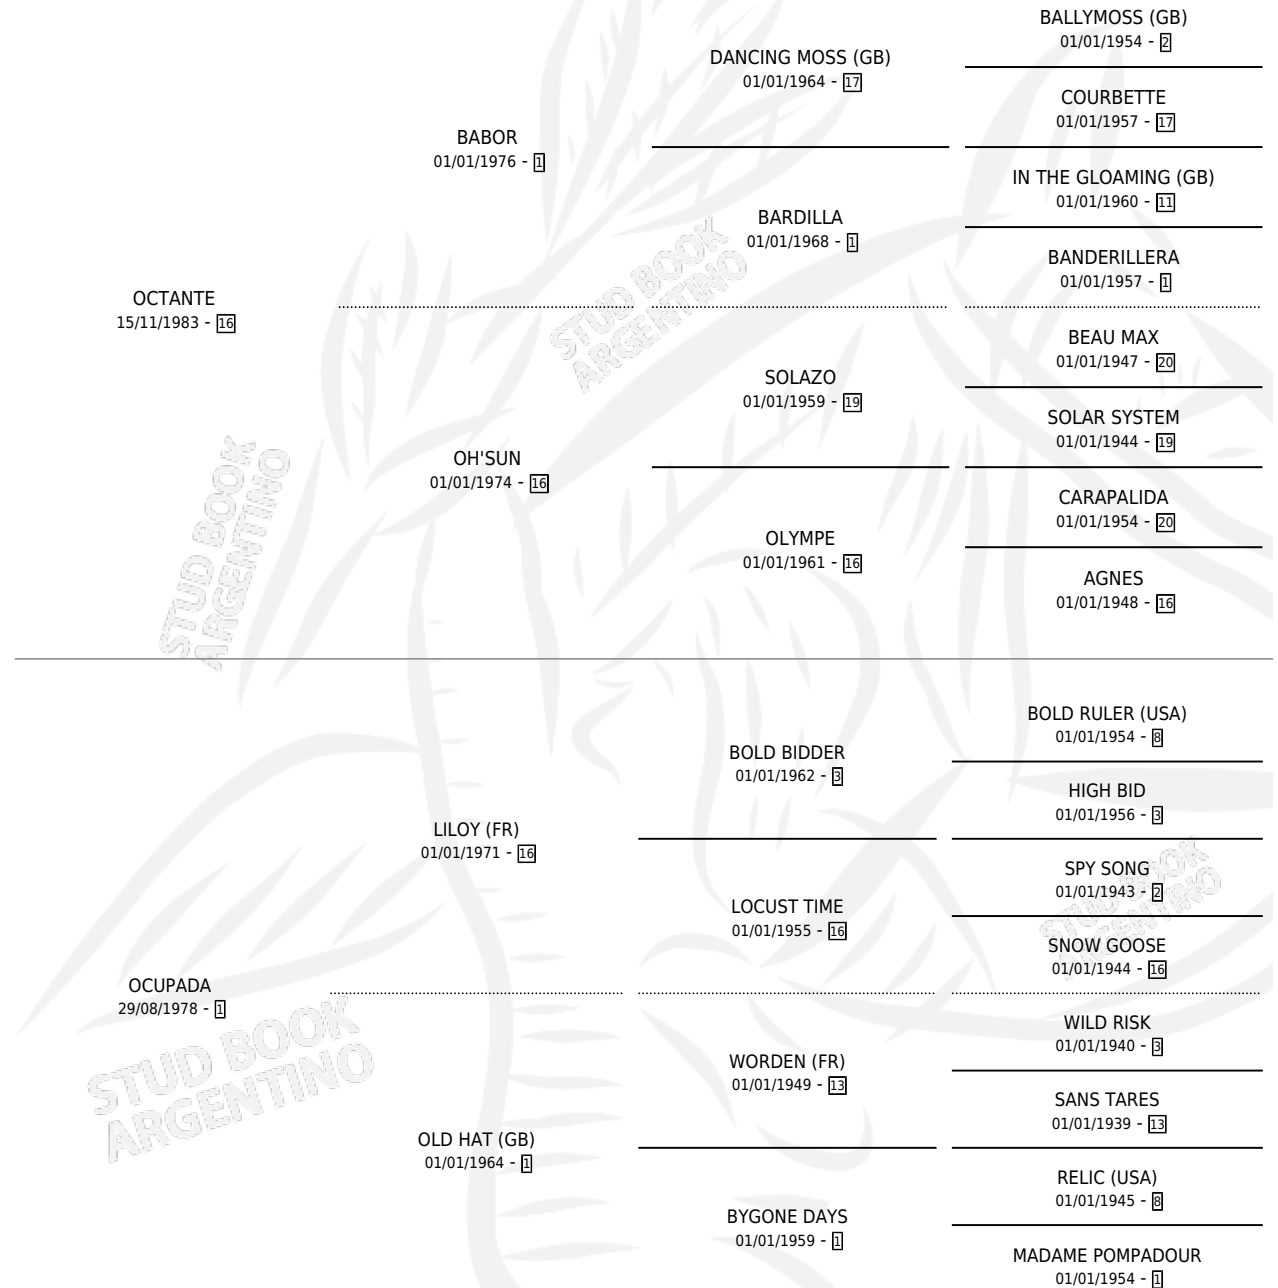 BALLYMOSS (GB)
01/01/1954 - 2
DANCING MOSS (GB)
01/01/1964 - 17
COURBETTE
01/01/1957 - 17
BABOR
01/01/1976 - 1
IN THE GLOAMING (GB)
01/01/1960 - 11
BARDILLA
01/01/1968 - 1
BANDERILLERA
01/01/1957 - 1
OCTANTE
15/11/1983 - 16
BEAU MAX
01/01/1947 - 20
SOLAZO
01/01/1959 - 19
SOLAR SYSTEM
01/01/1944 - 19
OH'SUN
01/01/1974 - 16
CARAPALIDA
01/01/1954 - 20
OLYMPE
01/01/1961 - 16
AGNES
01/01/1948 - 16
STUD BOOK
ARGENTINO
STUD BOOK
ARGENTINO
BOLD RULER (USA)
01/01/1954 - 8
BOLD BIDDER
01/01/1962 - 3
HIGH BID
01/01/1956 - 3
LILOY (FR)
01/01/1971 - 16
SPY SONG
01/01/1943 - 2
LOCUST TIME
01/01/1955 - 16
SNOW GOOSE
01/01/1944 - 16
OCUPADA
29/08/1978 - 1
WILD RISK
01/01/1940 - 3
WORDEN (FR)
01/01/1949 - 13
SANS TARES
01/01/1939 - 13
OLD HAT (GB)
01/01/1964 - 1
RELIC (USA)
01/01/1945 - 8
BYGONE DAYS
01/01/1959 - 1
MADAME POMPADOUR
01/01/1954 - 1
STUD BOOK
ARGENTINO
STUD BOOK
ARGENTINO